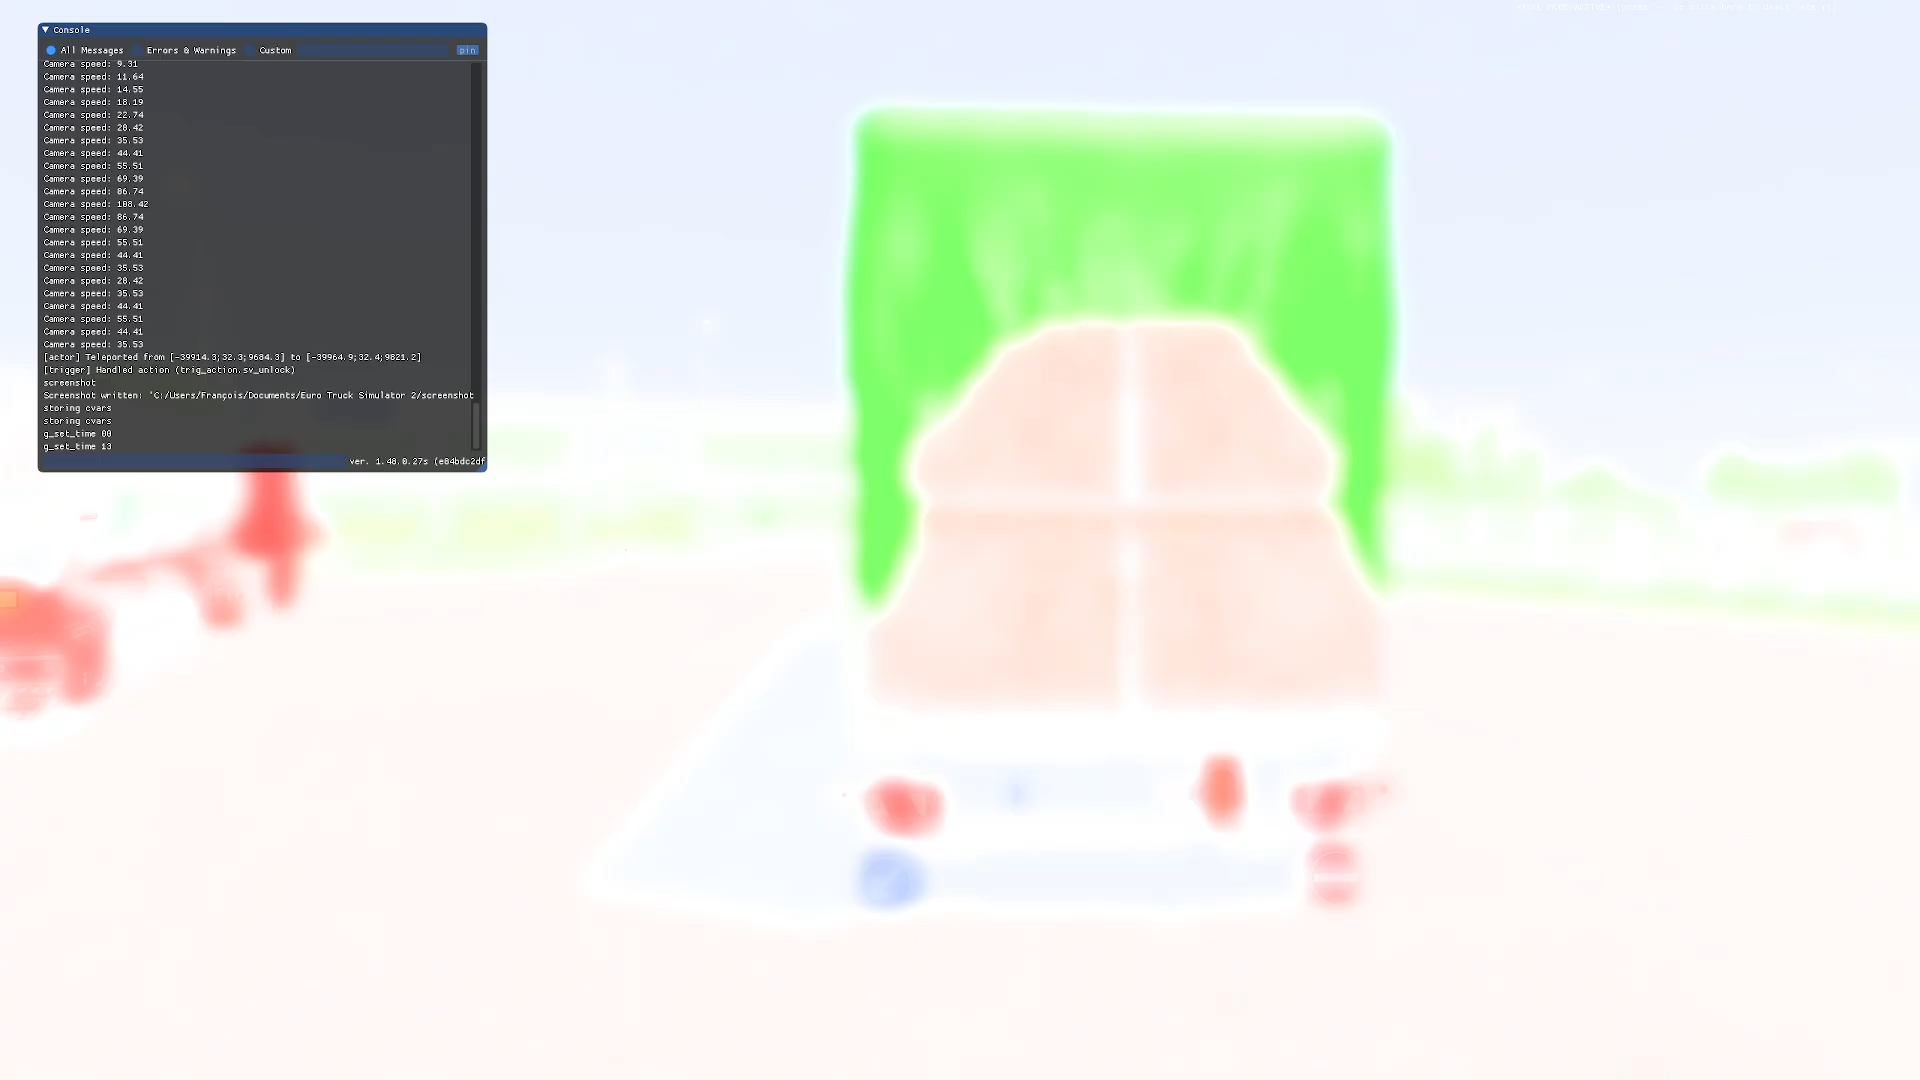 Console
All Messages Errors & Warnings Custom pin
Camera speed: 9.31
Camera speed: 11.64
Camera speed: 14.55
Camera speed: 18.19
Camera speed: 22.74
Camera speed: 28.42
Camera speed: 35.53
Camera speed: 44.41
Camera speed: 55.51
Camera speed: 69.39
Camera speed: 86.74
Camera speed: 108.42
Camera speed: 86.74
Camera speed: 69.39
Camera speed: 55.51
Camera speed: 44.41
Camera speed: 35.53
Camera speed: 28.42
Camera speed: 35.53
Camera speed: 44.41
Camera speed: 55.51
Camera speed: 44.41
Camera speed: 35.53
[actor] Teleported from [-39914.3;32.3;9684.3] to [-39964.9;32.4;9821.2]
[trigger] Handled action (trig_action.sv_unlock)
screenshot
Screenshot written: 'C:/Users/François/Documents/Euro Truck Simulator 2/screenshot
storing cvars
storing cvars
g_set_time 00
g_set_time 13
ver. 1.48.0.27s (e84bdc2df